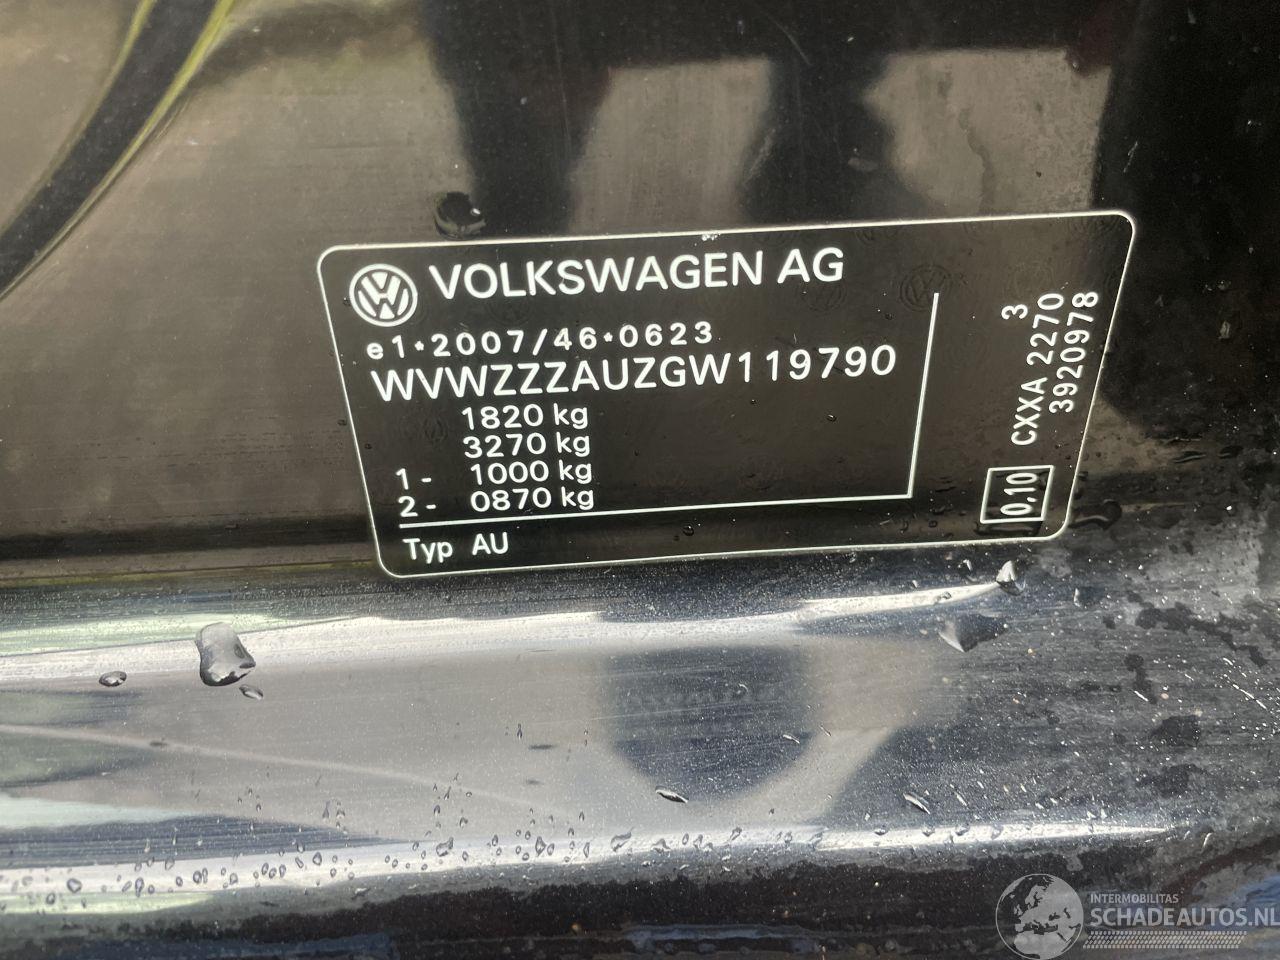 VOLKSWAGEN AG
e1*2007/46*0623
WVWZZZAUZGW119790
1820 kg
3270 kg
1- 1000 kg
2- 0870 kg
Typ AU
3
CXXA 2270
3920978
0,10
INTERMOBILITAS
SCHADEAUTOS.NL